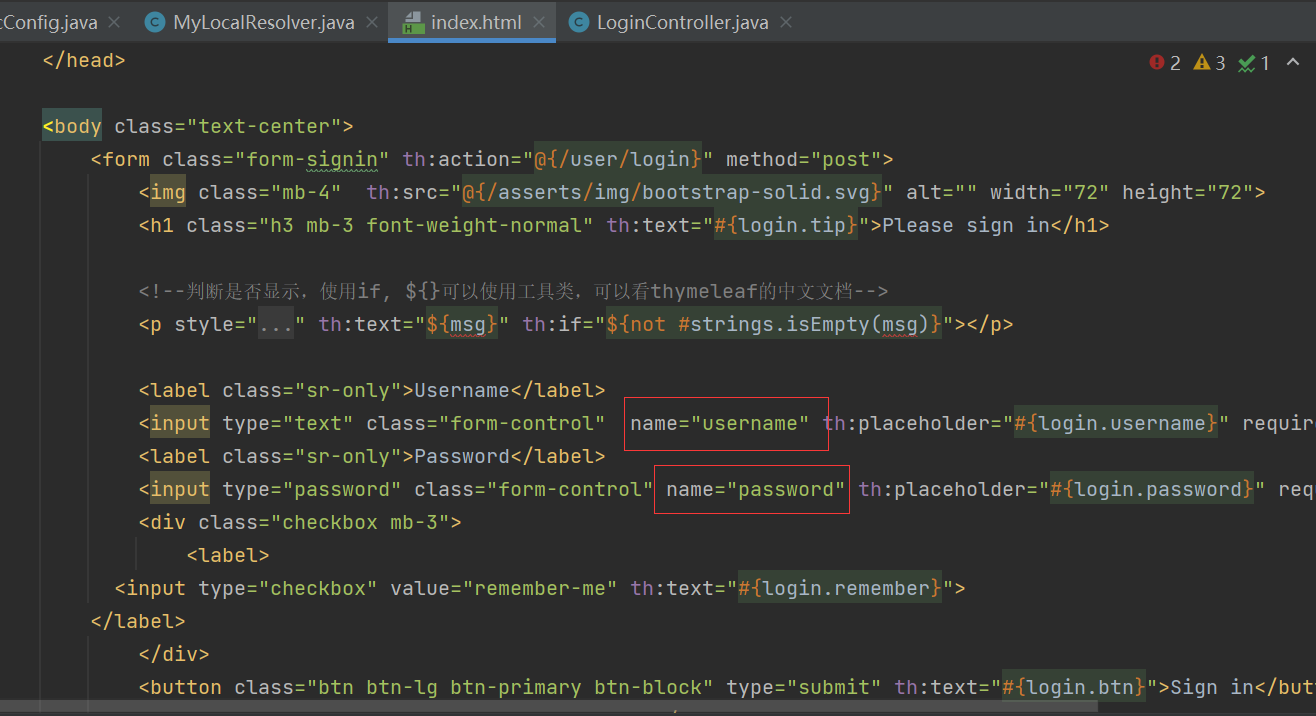 cConfig.java MyLocalResolver.java index.html LoginController.java
</head>
2 3 1
<body class="text-center">
<form class="form-signin" th:action="@{/user/login}" method="post">
<img class="mb-4"  th:src="@{/asserts/img/bootstrap-solid.svg}" alt="" width="72" height="72">
<h1 class="h3 mb-3 font-weight-normal" th:text="#{login.tip}">Please sign in</h1>
<!--判断是否显示，使用if, ${}可以使用工具类，可以看thymeleaf的中文文档-->
<p style="..." th:text="${msg}" th:if="${not #strings.isEmpty(msg)}"></p>
<label class="sr-only">Username</label>
<input type="text" class="form-control"  name="username" th:placeholder="#{login.username}" require
<label class="sr-only">Password</label>
<input type="password" class="form-control" name="password" th:placeholder="#{login.password}" requ
<div class="checkbox mb-3">
<label>
<input type="checkbox" value="remember-me" th:text="#{login.remember}">
</label>
</div>
<button class="btn btn-lg btn-primary btn-block" type="submit" th:text="#{login.btn}">Sign in</butt